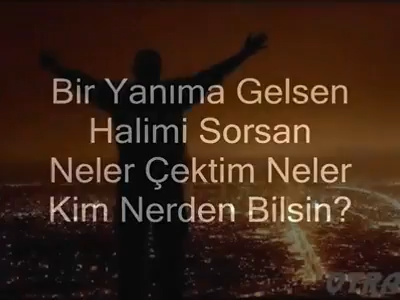 Bir Yanıma Gelsen
Halimi Sorsan
Neler Çektim Neler
Kim Nerden Bilsin?